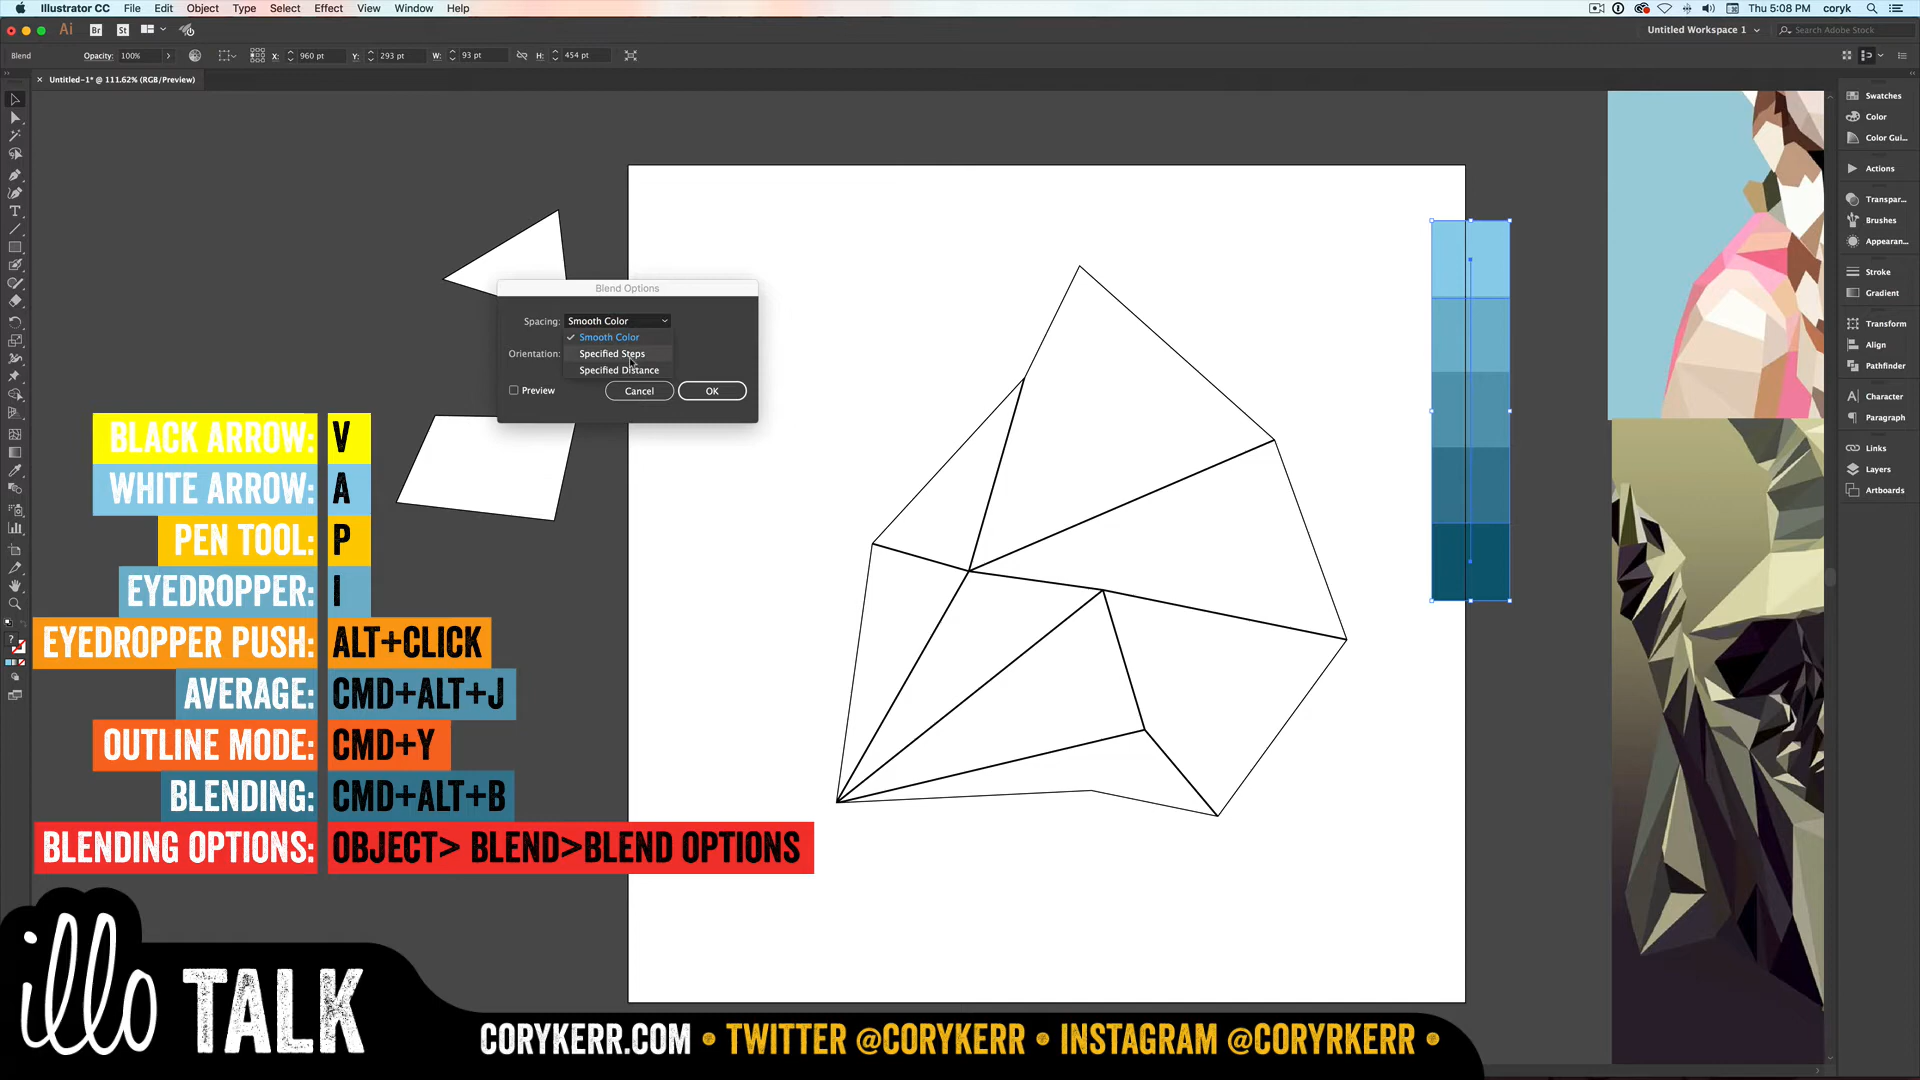 Illustrator CC File Edit Object Type Select Effect View Window Help
Thu 5:08 PM coryk
Ai Br St
Untitled Workspace 1
Search Adobe Stock
Blend Opacity: 100% X: 960 pt Y: 293 pt W: 93 pt H: 454 pt
Untitled-1* @ 111.62% (RGB/Preview)
Blend Options
Spacing: Smooth Color
Smooth Color
Specified Steps
Orientation:
Specified Distance
Preview
Cancel
OK
Swatches
Color
Color Gui...
Actions
Transpar...
Brushes
Appearan...
Stroke
Gradient
Transform
Align
Pathfinder
Character
Paragraph
Links
Layers
Artboards
BLACK ARROW: V
WHITE ARROW: A
PEN TOOL: P
EYEDROPPER: I
EYEDROPPER PUSH: ALT+CLICK
AVERAGE: CMD+ALT+J
OUTLINE MODE: CMD+Y
BLENDING: CMD+ALT+B
BLENDING OPTIONS: OBJECT> BLEND>BLEND OPTIONS
illo TALK
CORYKERR.COM • TWITTER @CORYKERR • INSTAGRAM @CORYRKERR •